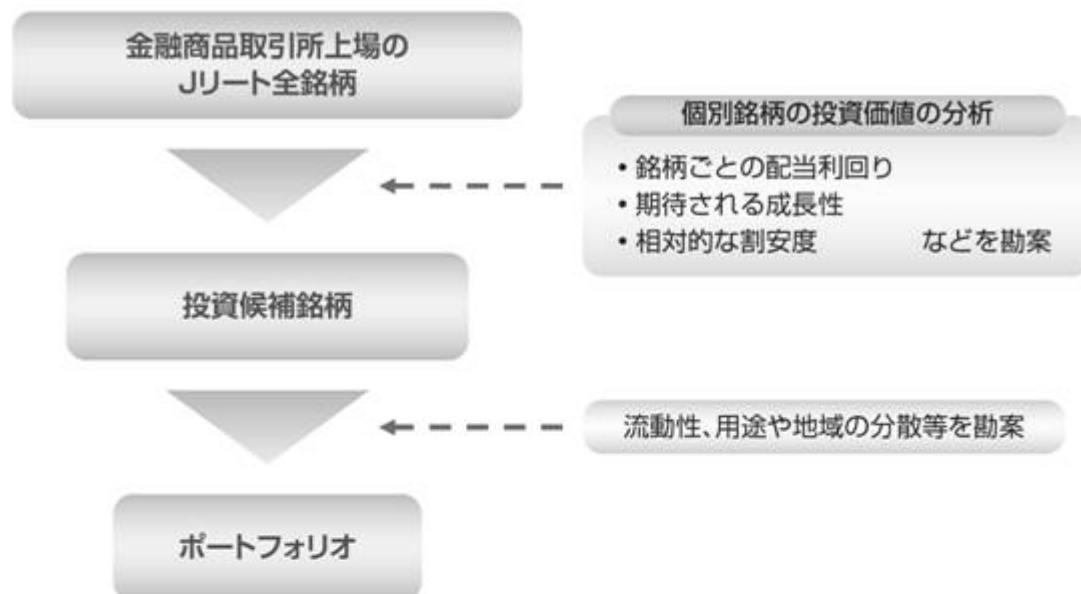 金融商品取引所上場の
Jリート全銘柄
個別銘柄の投資価値の分析
・銘柄ごとの配当利回り
・期待される成長性
・相対的な割安度　　　　などを勘案
投資候補銘柄
流動性、用途や地域の分散等を勘案
ポートフォリオ